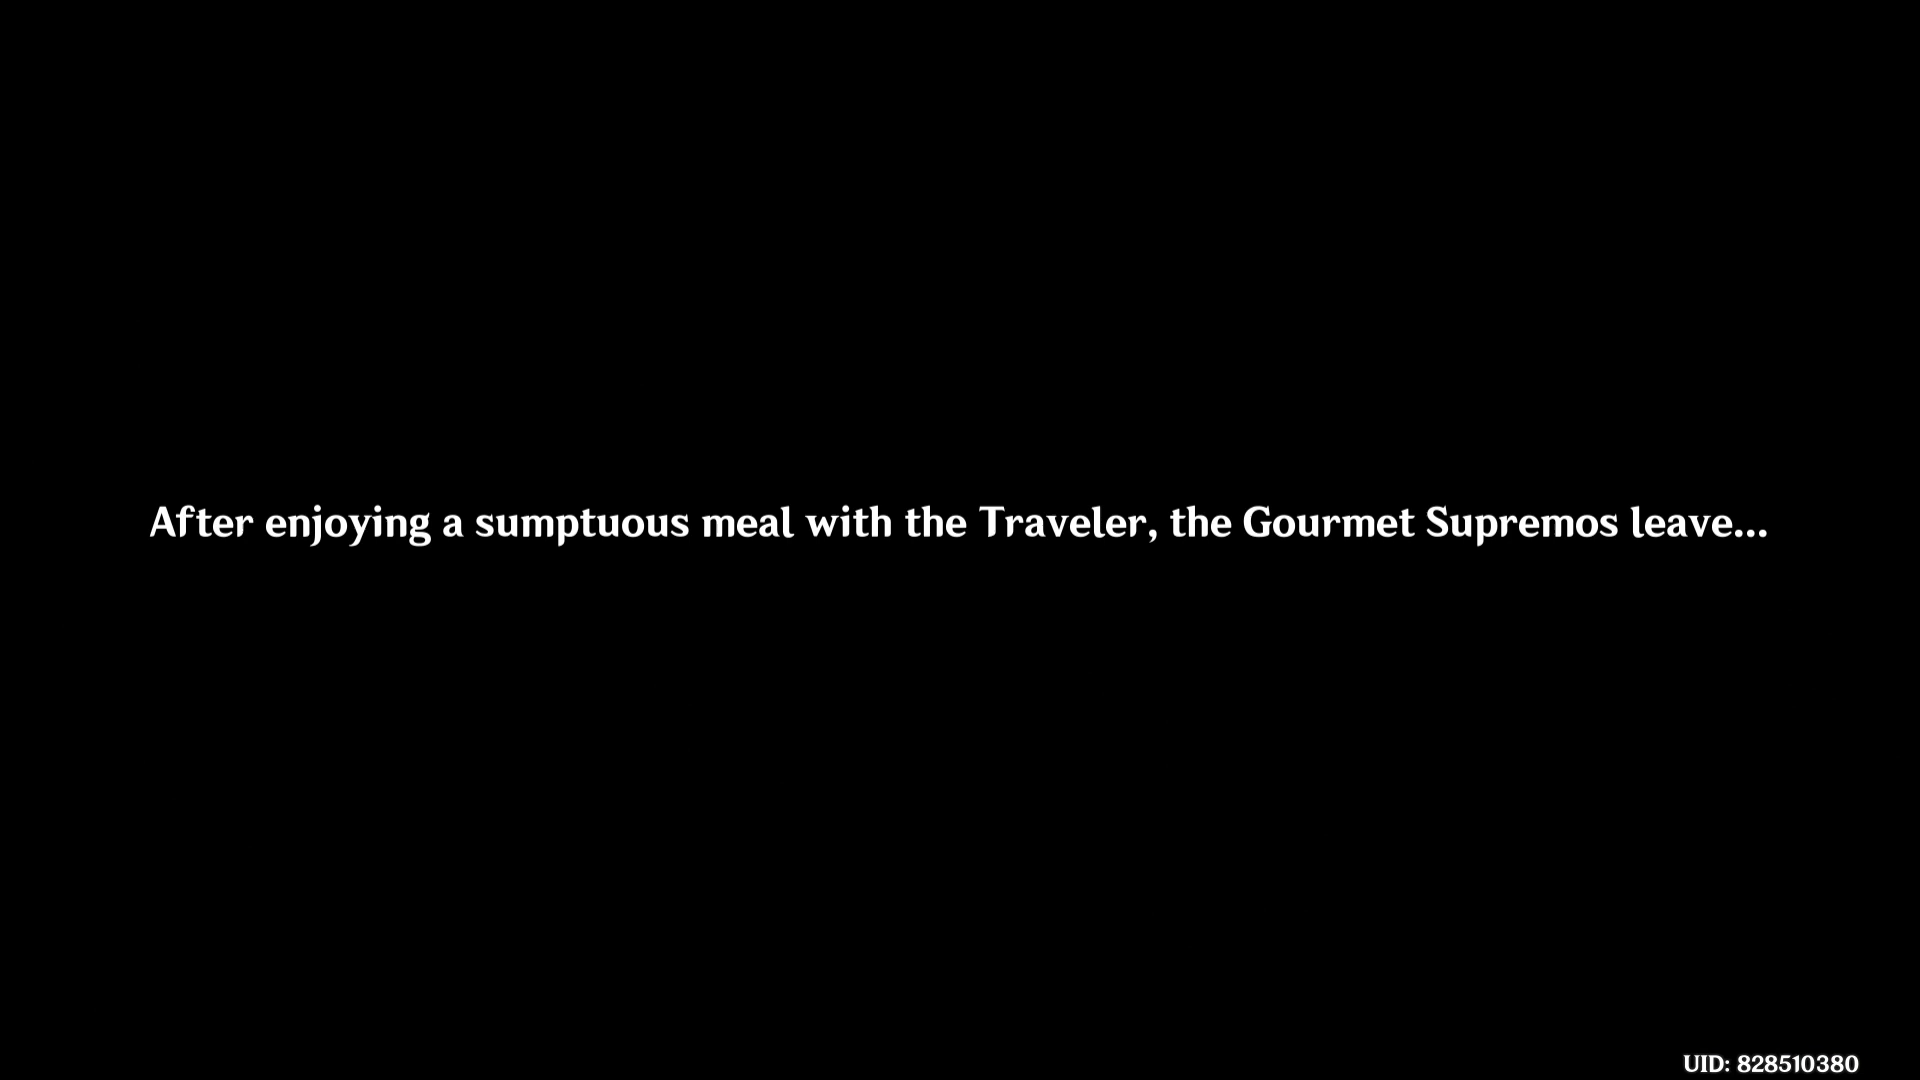 After enjoying a sumptuous meal with the Traveler, the Gourmet Supremos leave...
UID: 828510380